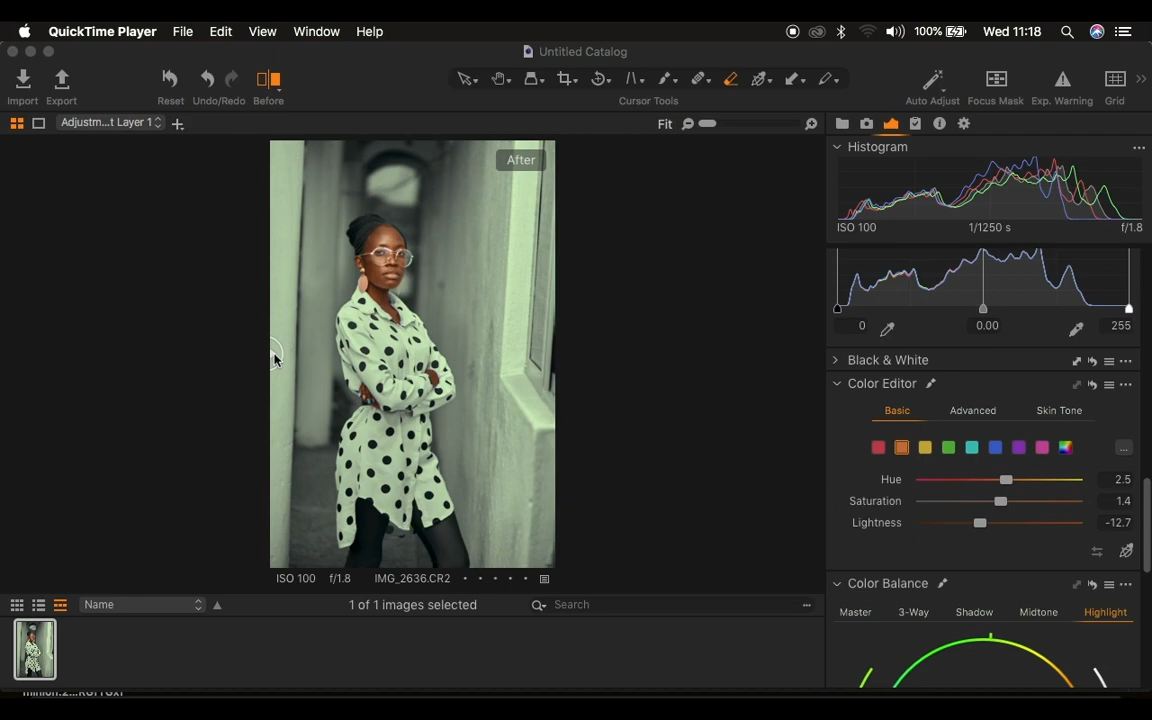 QuickTime Player File Edit View Window Help 100% Wed 11:18
Untitled Catalog
Import Export Reset Undo/Redo Before Cursor Tools Auto Adjust Focus Mask Exp. Warning Grid
Adjustm...t Layer 1 Fit
After
Histogram
ISO 100 1/1250 s f/1.8
0 0.00 255
Black & White
Color Editor
Basic Advanced Skin Tone
Hue 2.5
Saturation 1.4
Lightness -12.7
Color Balance
Master 3-Way Shadow Midtone Highlight
ISO 100 f/1.8 IMG_2636.CR2
Name 1 of 1 images selected Search